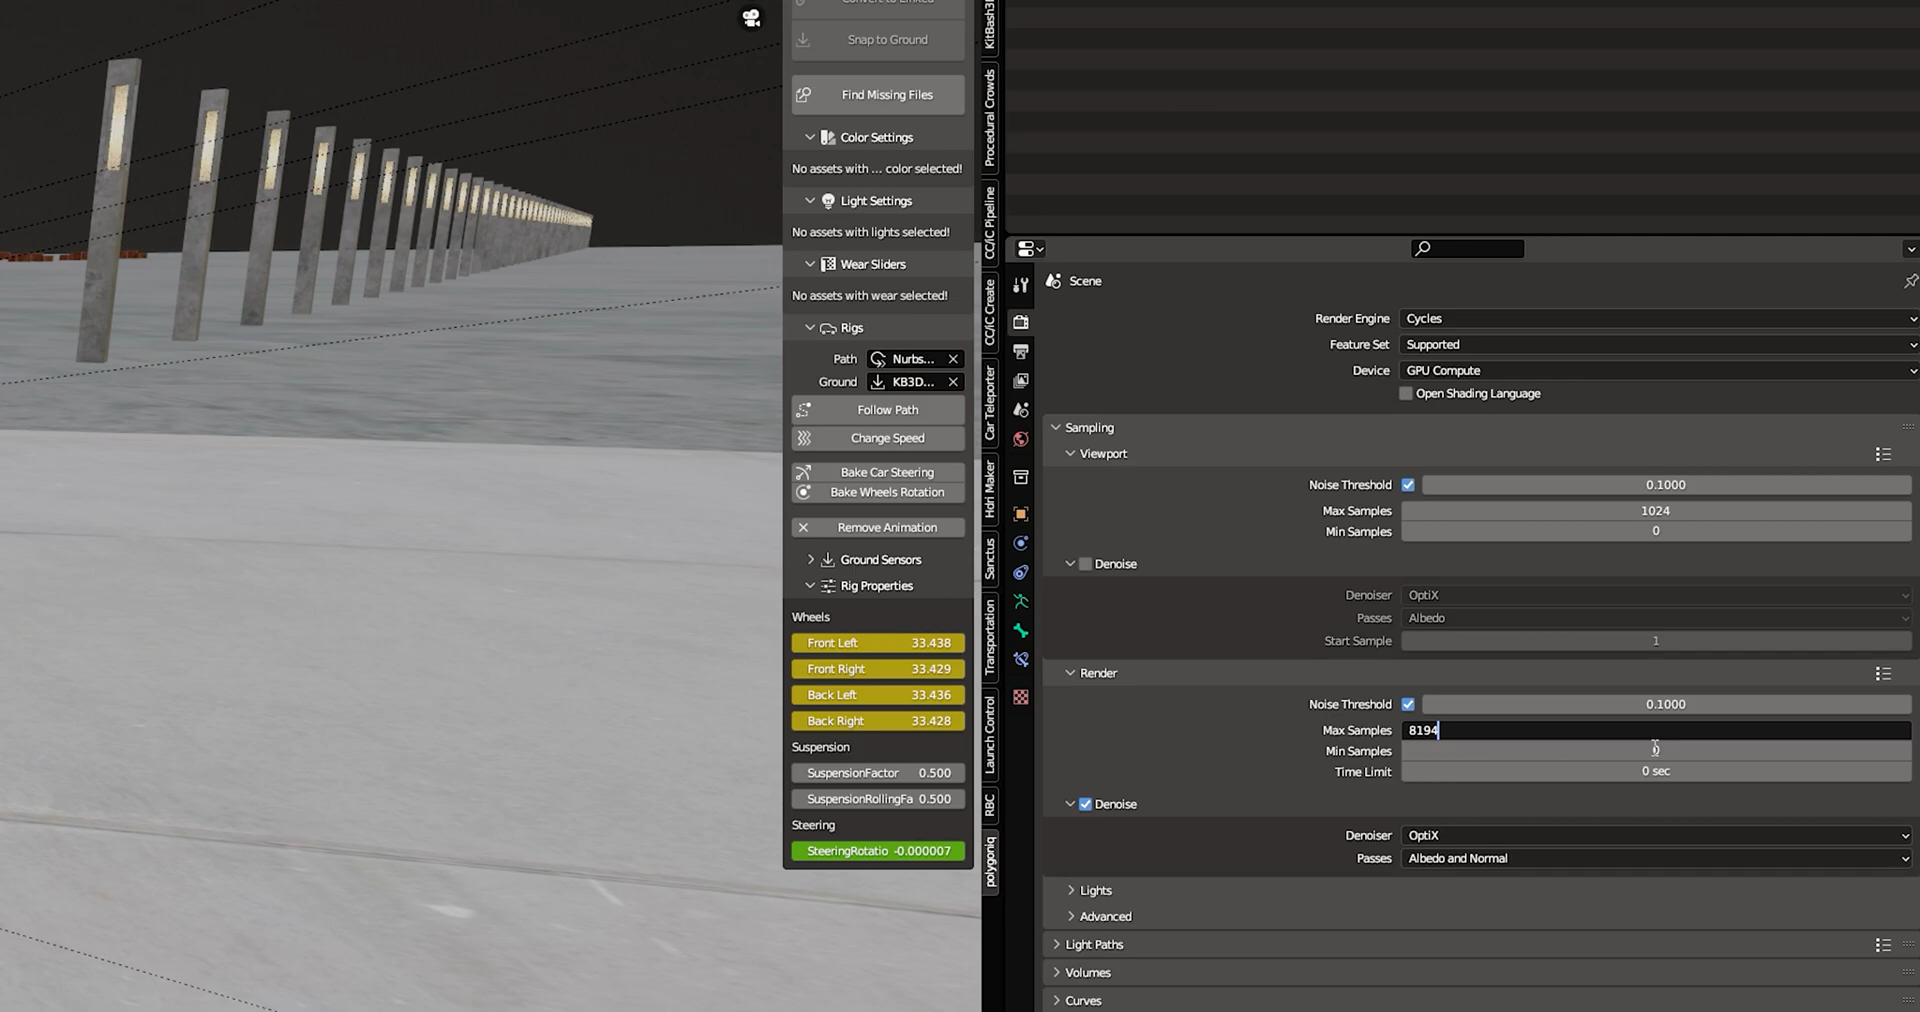 Snap to Ground
Find Missing Files
Color Settings
No assets with ... color selected!
Light Settings
No assets with lights selected!
Wear Sliders
No assets with wear selected!
Rigs
Path Nurbs...
Ground KB3D...
Follow Path
Change Speed
Bake Car Steering
Bake Wheels Rotation
Remove Animation
Ground Sensors
Rig Properties
Wheels
Front Left 33.438
Front Right 33.429
Back Left 33.436
Back Right 33.428
Suspension
SuspensionFactor 0.500
SuspensionRollingFa 0.500
Steering
SteeringRotatio -0.000007
Procedural Crowds
CC/iC Pipeline
CC/iC Create
Car Teleporter
Hdri Maker
Sanctus
Transportation
Launch Control
RBC
polygoniq
Scene
Render Engine Cycles
Feature Set Supported
Device GPU Compute
Open Shading Language
Sampling
Viewport
Noise Threshold 0.1000
Max Samples 1024
Min Samples 0
Denoise
Denoiser OptiX
Passes Albedo
Start Sample 1
Render
Noise Threshold 0.1000
Max Samples 8194
Min Samples
Time Limit 0 sec
Denoise
Denoiser OptiX
Passes Albedo and Normal
Lights
Advanced
Light Paths
Volumes
Curves